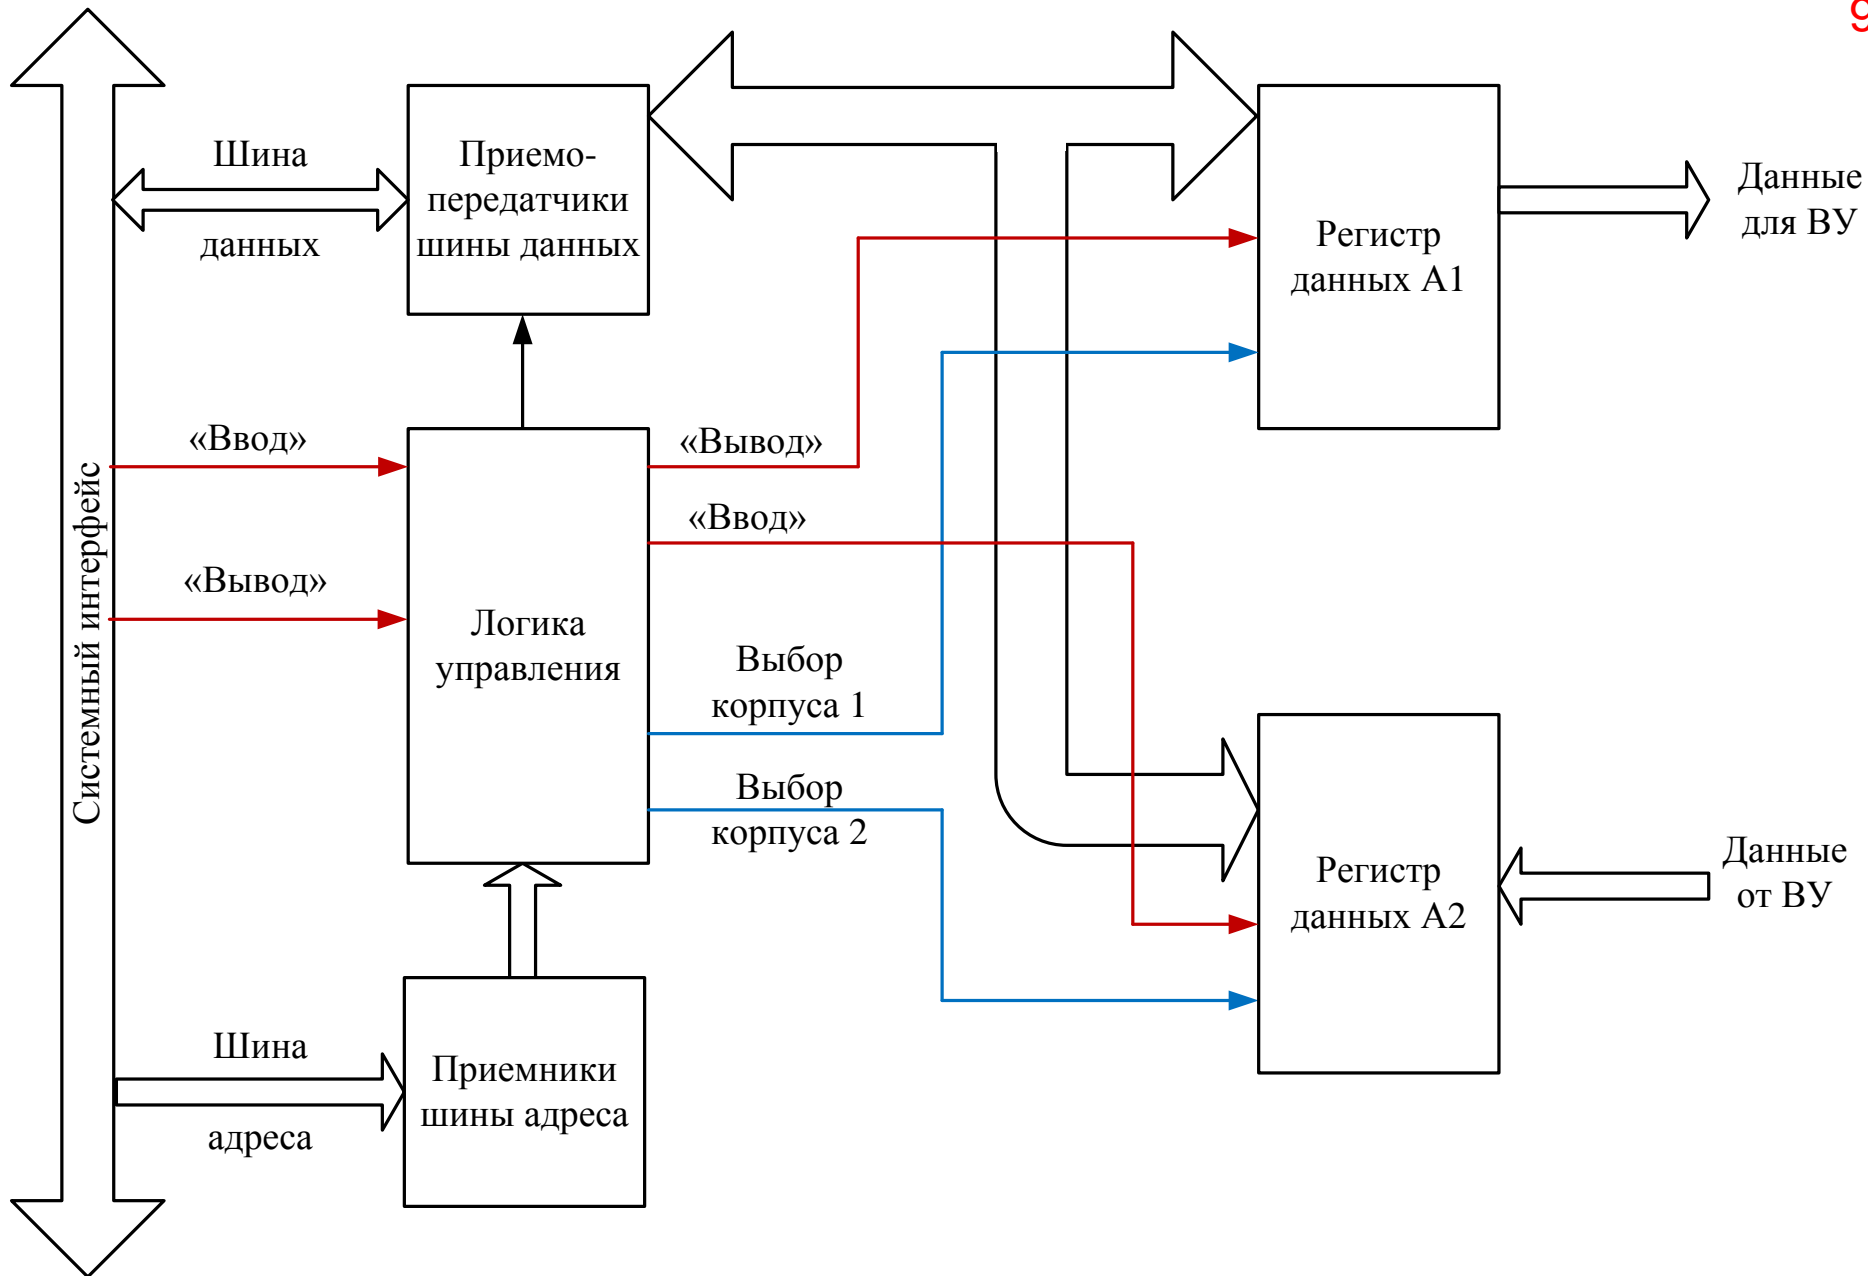 9
Шина
данных
Приемо-
передатчики
шины данных
Регистр
данных А1
Данные
для ВУ
«Ввод»
«Вывод»
«Вывод»
«Ввод»
Системный интерфейс
Логика
управления
Выбор
корпуса 1
Выбор
корпуса 2
Регистр
данных А2
Данные
от ВУ
Шина
адреса
Приемники
шины адреса